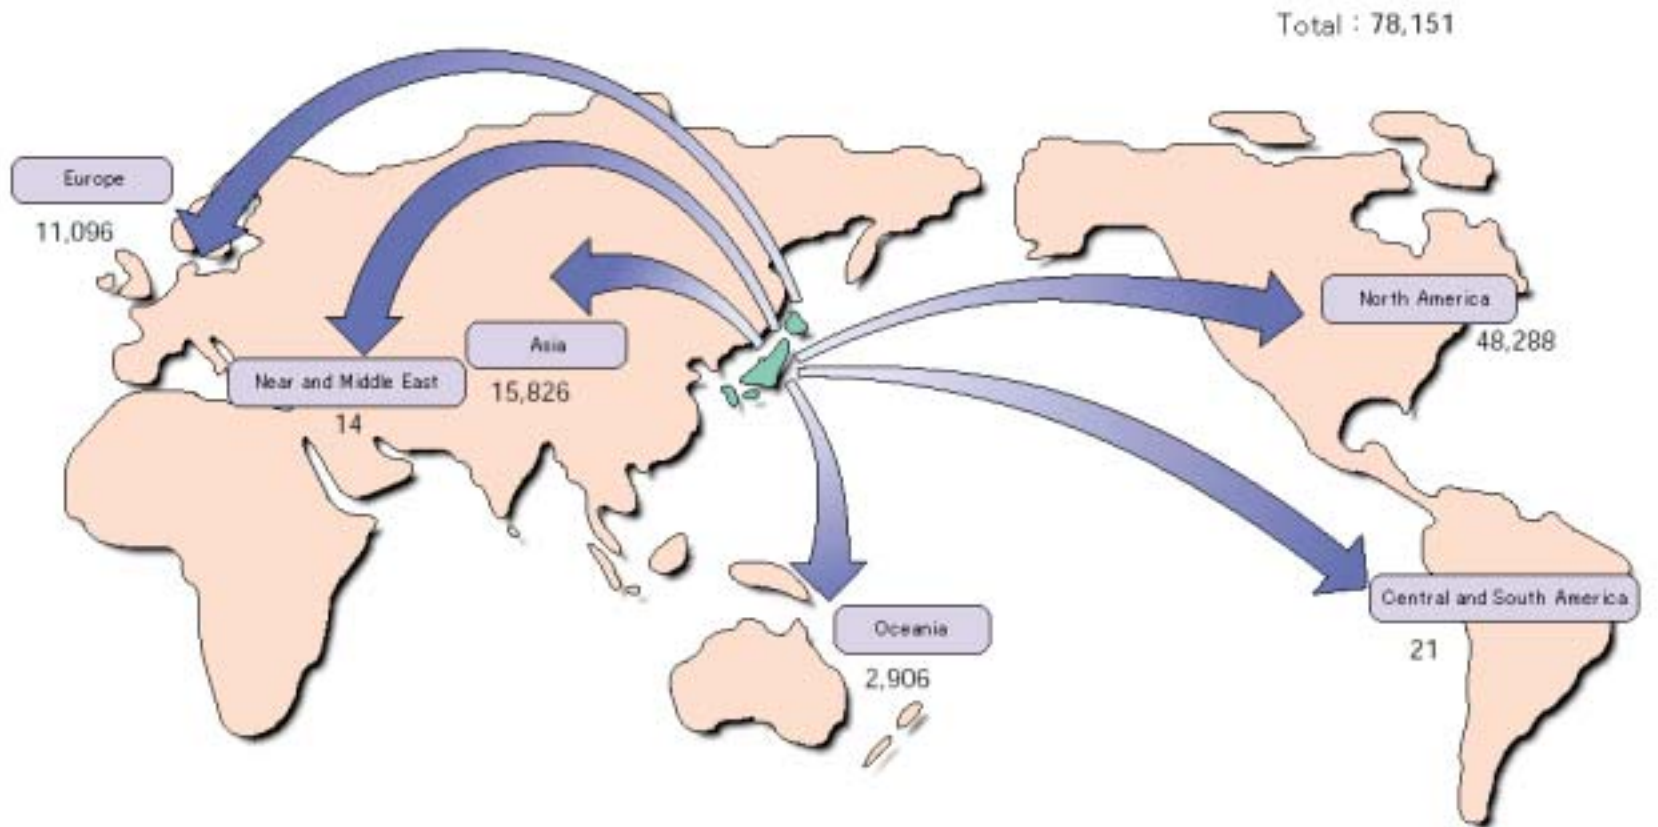 Total : 78,151
Europe
11,096
Near and Middle East
14
Asia
15,826
North America
48,288
Oceania
2,906
Central and South America
21